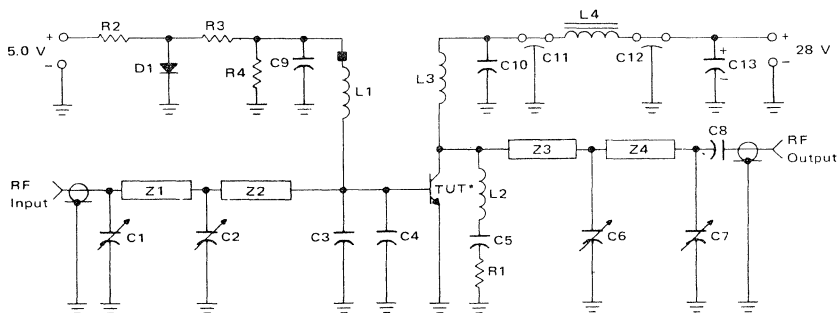 5.0 V
+
–
R2
R3
D1
R4
C9
L1
L3
C10
C11
L4
C12
+
C13
–
+
–
28 V
RF
Input
Z1
Z2
C1
C2
C3
C4
TUT*
L2
C5
R1
Z3
Z4
C6
C7
C8
RF
Output